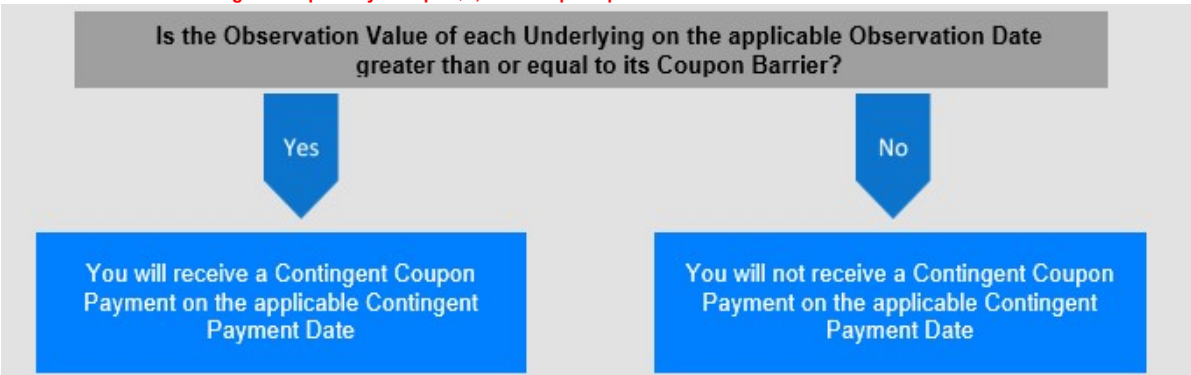 Is the Observation Value of each Underlying on the applicable Observation Date
greater than or equal to its Coupon Barrier?
Yes
No
You will receive a Contingent Coupon
Payment on the applicable Contingent
Payment Date
You will not receive a Contingent Coupon
Payment on the applicable Contingent
Payment Date